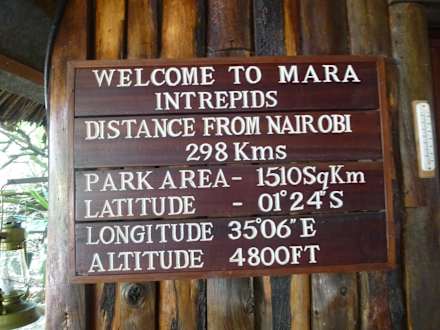 WELCOME TO MARA
INTREPIDS
DISTANCE FROM NAIROBI
298 Kms
PARK AREA- 1510SqKm
LATITUDE - 01°24"S
LONGITUDE 35°06"E
ALTITUDE 4800FT